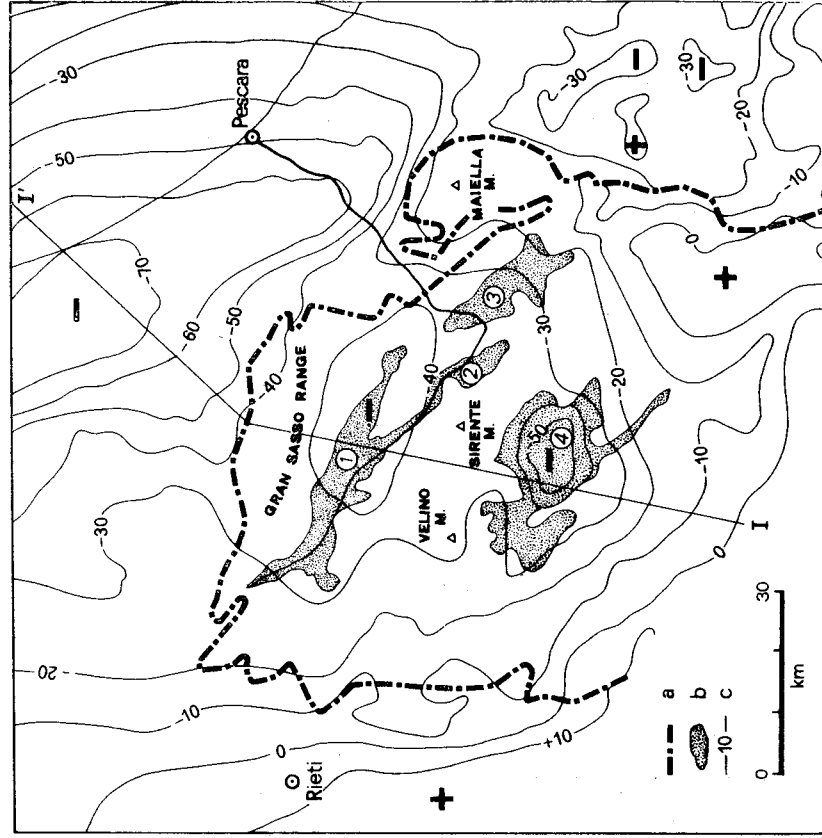 +
Rieti
+10
0
-10
-20
-30
a
b
-10- c
0 30
km
VELINO
M.
GRAN SASSO RANGE
①
50
④
SIRENTE
M.
②
-40
-40
③
-30
-20
-10
0
I
I'
-70
-60
-50
-50
-30
Pescara
MAIELLA
M.
+
0
-10
-20
-30
-30
+